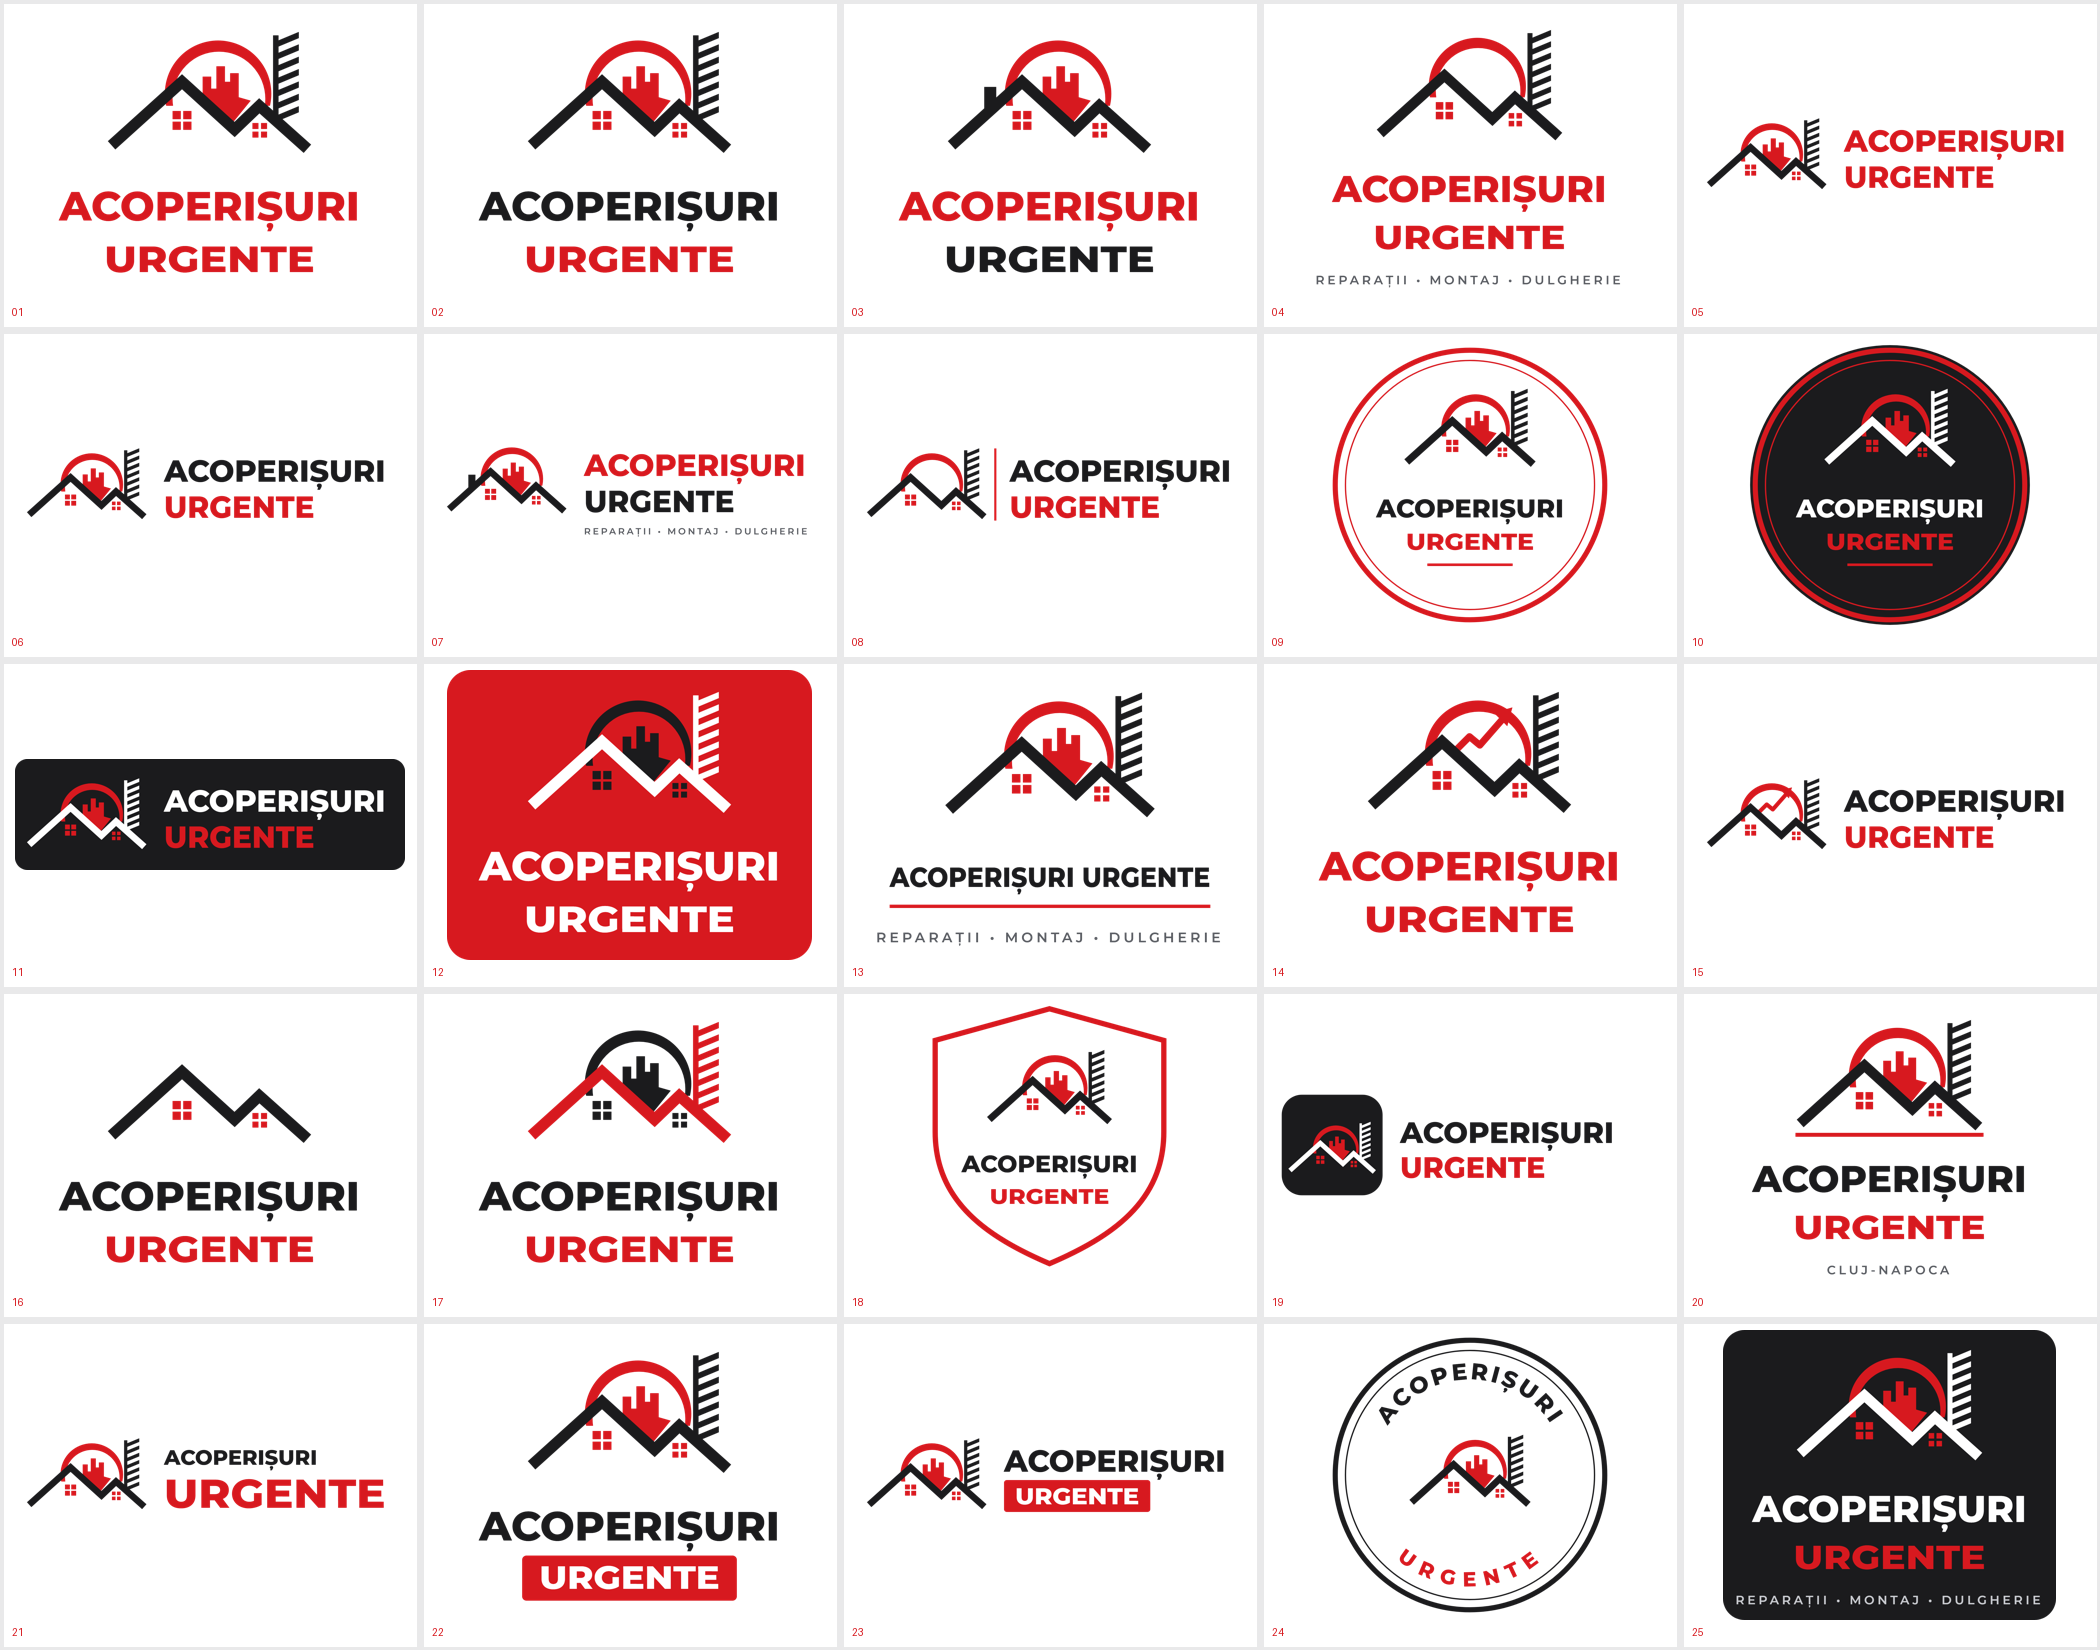 ACOPERIȘURI
URGENTE
01
ACOPERIȘURI
URGENTE
02
ACOPERIȘURI
URGENTE
03
ACOPERIȘURI
URGENTE
REPARAȚII • MONTAJ • DULGHERIE
04
ACOPERIȘURI
URGENTE
05
ACOPERIȘURI
URGENTE
06
ACOPERIȘURI
URGENTE
REPARAȚII • MONTAJ • DULGHERIE
07
ACOPERIȘURI
URGENTE
08
ACOPERIȘURI
URGENTE
09
ACOPERIȘURI
URGENTE
10
ACOPERIȘURI
URGENTE
11
ACOPERIȘURI
URGENTE
12
ACOPERIȘURI URGENTE
REPARAȚII • MONTAJ • DULGHERIE
13
ACOPERIȘURI
URGENTE
14
ACOPERIȘURI
URGENTE
15
ACOPERIȘURI
URGENTE
16
ACOPERIȘURI
URGENTE
17
ACOPERIȘURI
URGENTE
18
ACOPERIȘURI
URGENTE
19
ACOPERIȘURI
URGENTE
CLUJ-NAPOCA
20
ACOPERIȘURI
URGENTE
21
ACOPERIȘURI
URGENTE
22
ACOPERIȘURI
URGENTE
23
ACOPERIȘURI
URGENTE
24
ACOPERIȘURI
URGENTE
REPARAȚII • MONTAJ • DULGHERIE
25